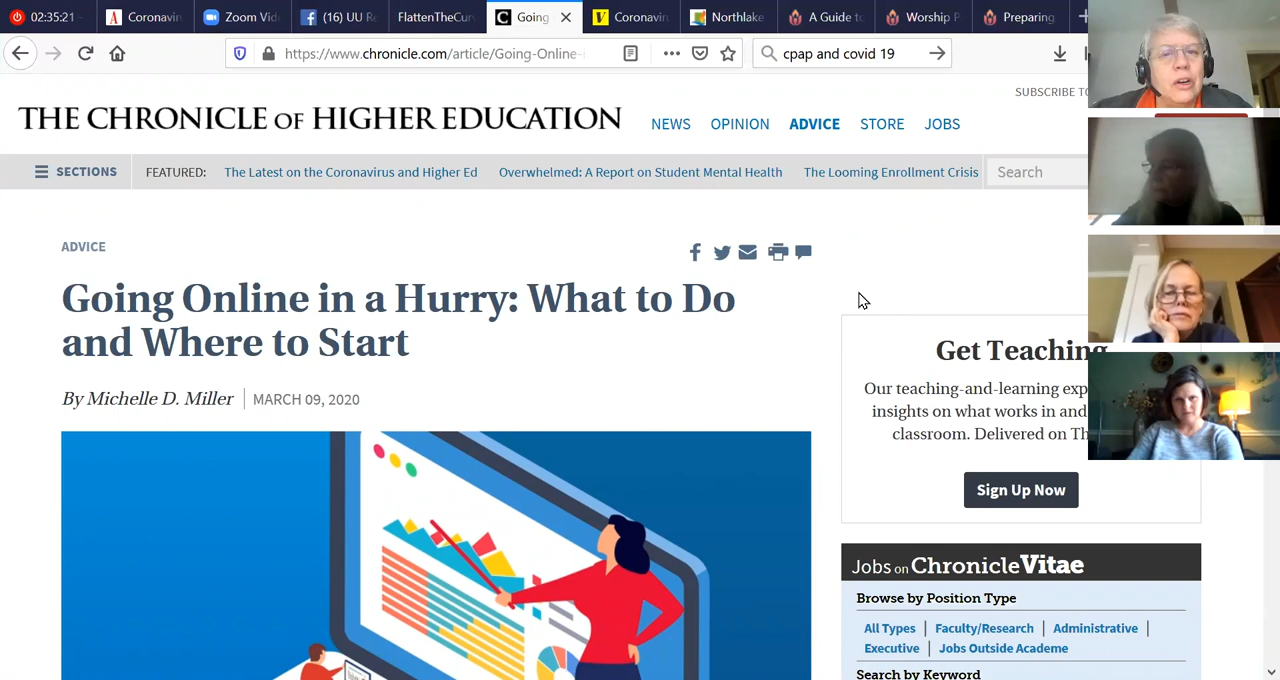 02:35:21
Coronavir
Zoom Vid
(16) UU R
FlattenTheCur
Going
Coronavir
Northlake
A Guide to
Worship P
Preparing
https://www.chronicle.com/article/Going-Online-
cpap and covid 19
SUBSCRIBE TO
THE CHRONICLE OF HIGHER EDUCATION
NEWS OPINION ADVICE STORE JOBS
SECTIONS FEATURED: The Latest on the Coronavirus and Higher Ed Overwhelmed: A Report on Student Mental Health The Looming Enrollment Crisis Search
ADVICE
Going Online in a Hurry: What to Do
and Where to Start
By Michelle D. Miller | MARCH 09, 2020
Get Teaching
Our teaching-and-learning exp
insights on what works in and
classroom. Delivered on Th
Sign Up Now
Jobs on ChronicleVitae
Browse by Position Type
All Types | Faculty/Research | Administrative |
Executive | Jobs Outside Academe
Search by Keyword